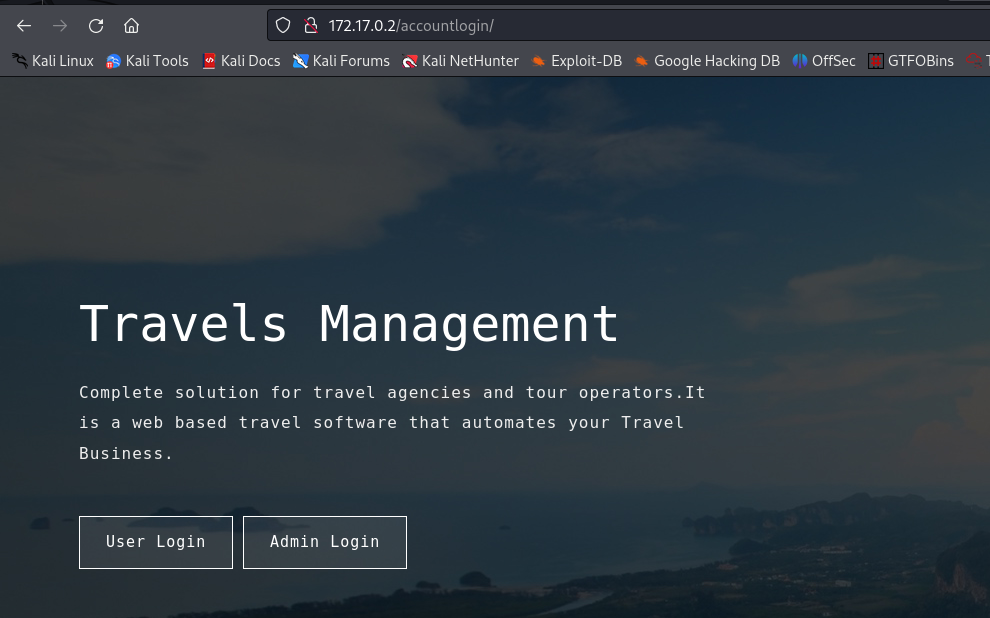 172.17.0.2/accountlogin/
Kali Linux Kali Tools Kali Docs Kali Forums Kali NetHunter Exploit-DB Google Hacking DB OffSec GTFOBins
Travels Management
Complete solution for travel agencies and tour operators.It
is a web based travel software that automates your Travel
Business.
User Login Admin Login